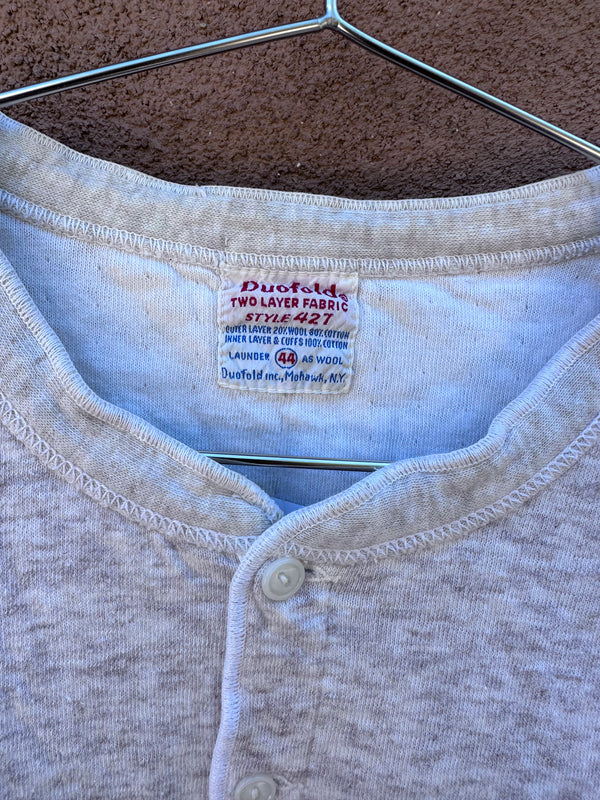 Duofold®
TWO LAYER FABRIC
STYLE 427
OUTER LAYER 20% WOOL 80% COTTON
INNER LAYER & CUFFS 100% COTTON
LAUNDER 44 AS WOOL
Duofold Inc., Mohawk, N.Y.